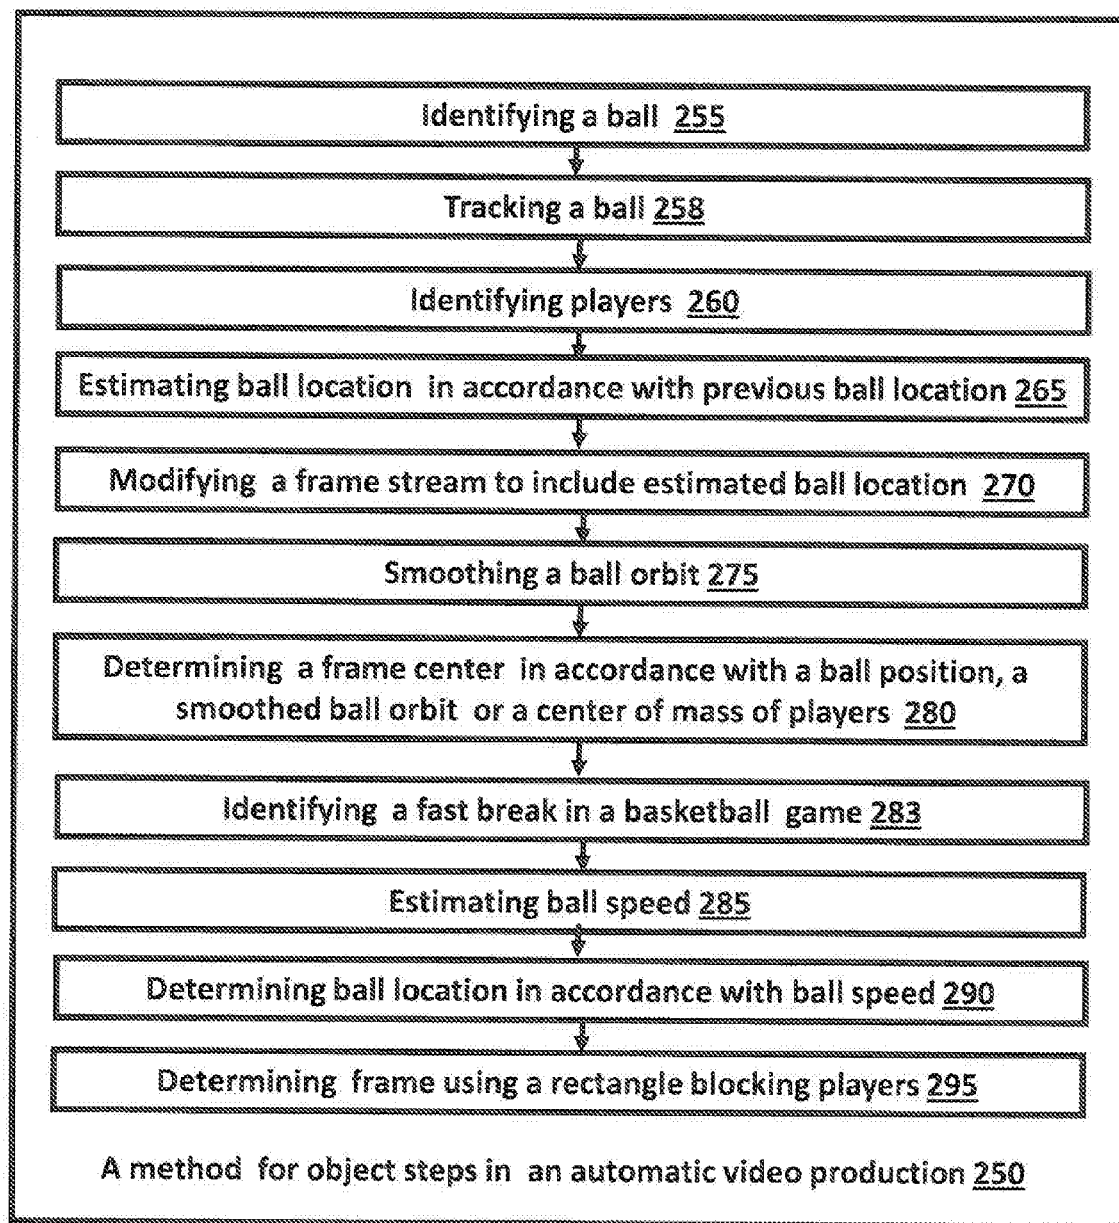 Identifying a ball 255
Tracking a ball 258
Identifying players 260
Estimating ball location in accordance with previous ball location 265
Modifying a frame stream to include estimated ball location 270
Smoothing a ball orbit 275
Determining a frame center in accordance with a ball position, a
smoothed ball orbit or a center of mass of players 280
Identifying a fast break in a basketball game 283
Estimating ball speed 285
Determining ball location in accordance with ball speed 290
Determining frame using a rectangle blocking players 295
A method for object steps in an automatic video production 250